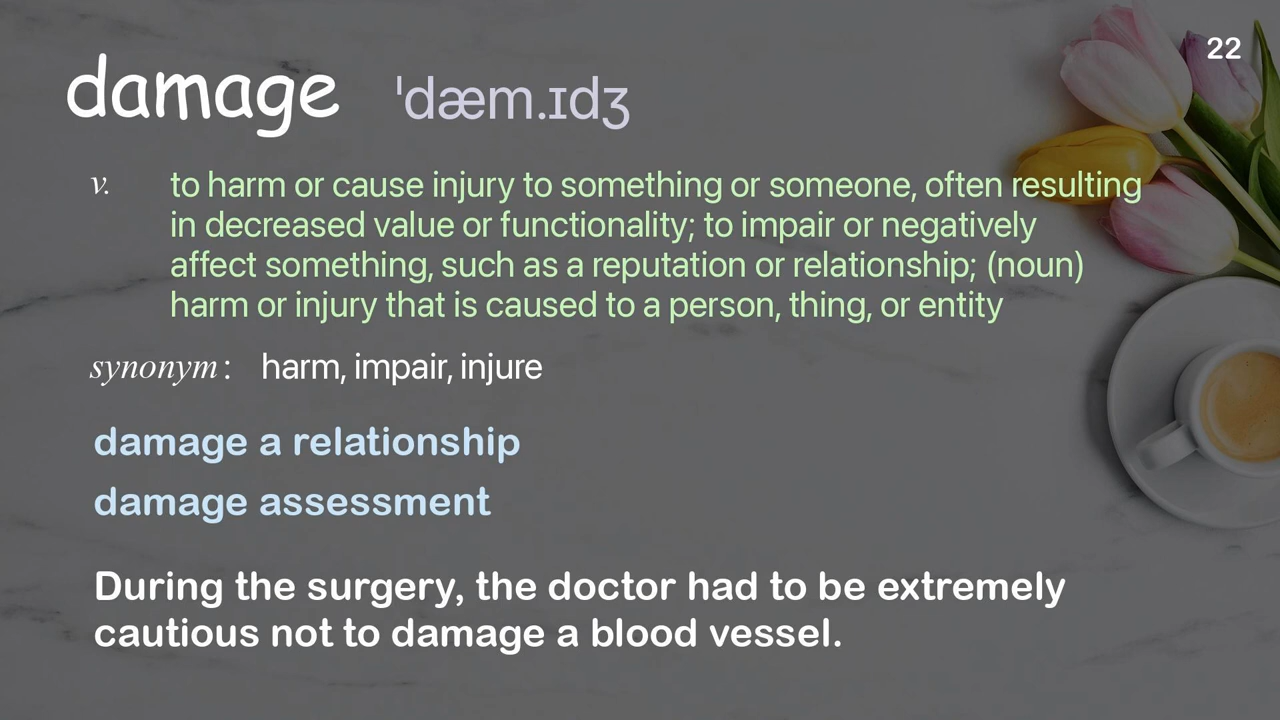 22
damage ˈdæm.ɪdʒ
v. to harm or cause injury to something or someone, often resulting
in decreased value or functionality; to impair or negatively
affect something, such as a reputation or relationship; (noun)
harm or injury that is caused to a person, thing, or entity
synonym: harm, impair, injure
damage a relationship
damage assessment
During the surgery, the doctor had to be extremely
cautious not to damage a blood vessel.